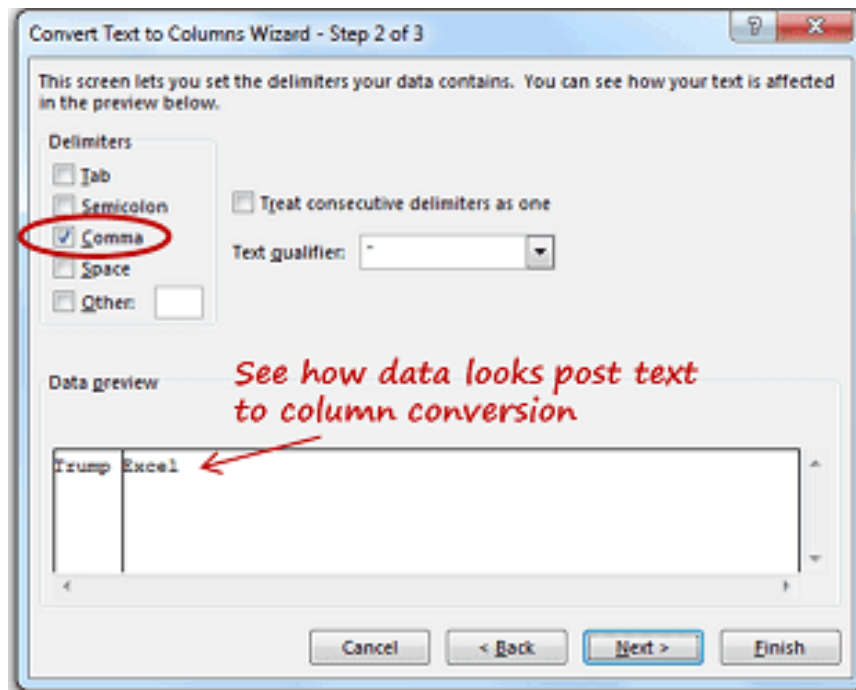 Convert Text to Columns Wizard - Step 2 of 3
This screen lets you set the delimiters your data contains. You can see how your text is affected
in the preview below.
Delimiters
Tab
Semicolon
Treat consecutive delimiters as one
Comma
Text qualifier: "
Space
Other:
Data preview
See how data looks post text
to column conversion
Trump Excel
Cancel
< Back
Next >
Finish